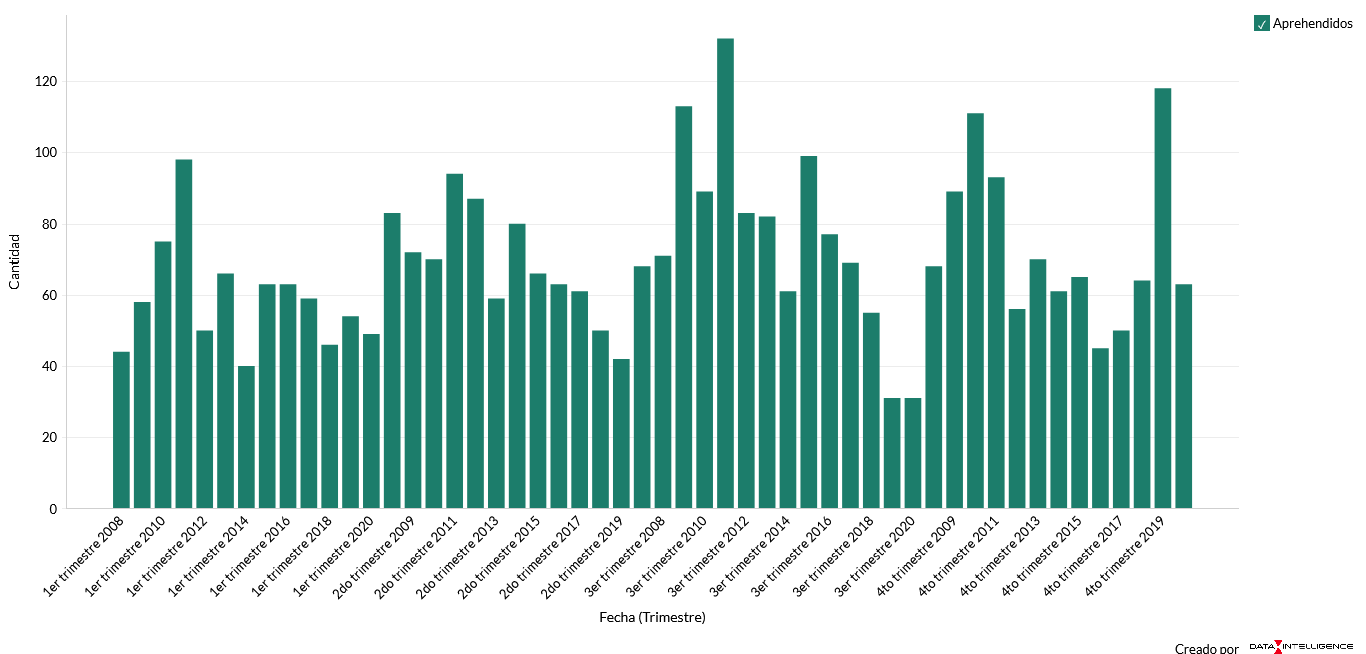 Aprehendidos
120
100
80
60
40
20
0
Cantidad
1er trimestre 2008
1er trimestre 2010
1er trimestre 2012
1er trimestre 2014
1er trimestre 2016
1er trimestre 2018
1er trimestre 2020
2do trimestre 2009
2do trimestre 2011
2do trimestre 2013
2do trimestre 2015
2do trimestre 2017
2do trimestre 2019
3er trimestre 2008
3er trimestre 2010
3er trimestre 2012
3er trimestre 2014
3er trimestre 2016
3er trimestre 2018
3er trimestre 2020
4to trimestre 2009
4to trimestre 2011
4to trimestre 2013
4to trimestre 2015
4to trimestre 2017
4to trimestre 2019
Fecha (Trimestre)
Creado por DATA INTELLIGENCE